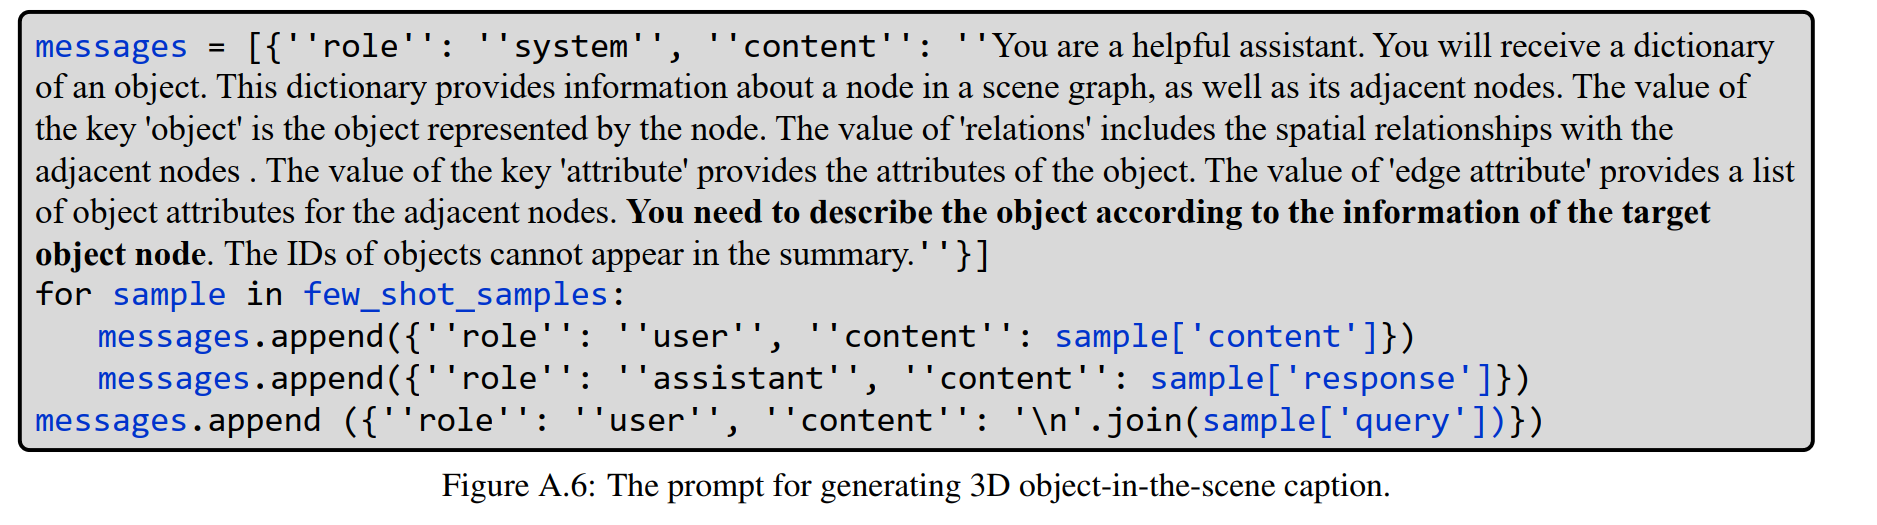 messages = [{''role'': ''system'', ''content'': ''You are a helpful assistant. You will receive a dictionary
of an object. This dictionary provides information about a node in a scene graph, as well as its adjacent nodes. The value of
the key 'object' is the object represented by the node. The value of 'relations' includes the spatial relationships with the
adjacent nodes . The value of the key 'attribute' provides the attributes of the object. The value of 'edge attribute' provides a list
of object attributes for the adjacent nodes. You need to describe the object according to the information of the target
object node. The IDs of objects cannot appear in the summary.''}]
for sample in few_shot_samples:
messages.append({''role'': ''user'', ''content'': sample['content']})
messages.append({''role'': ''assistant'', ''content'': sample['response']})
messages.append ({''role'': ''user'', ''content'': '\n'.join(sample['query'])})
Figure A.6: The prompt for generating 3D object-in-the-scene caption.